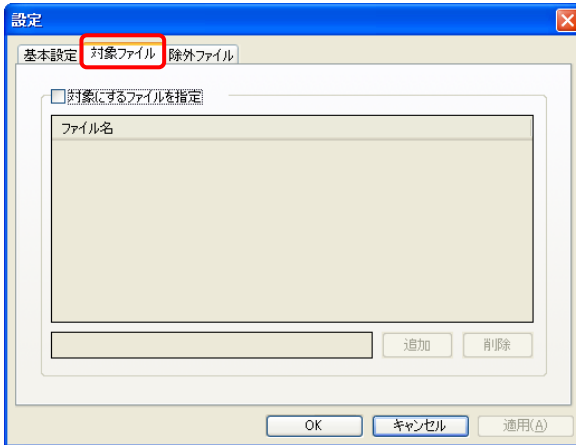 設定
基本設定 対象ファイル 除外ファイル
対象にするファイルを指定
ファイル名
追加 削除
OK キャンセル 適用(A)